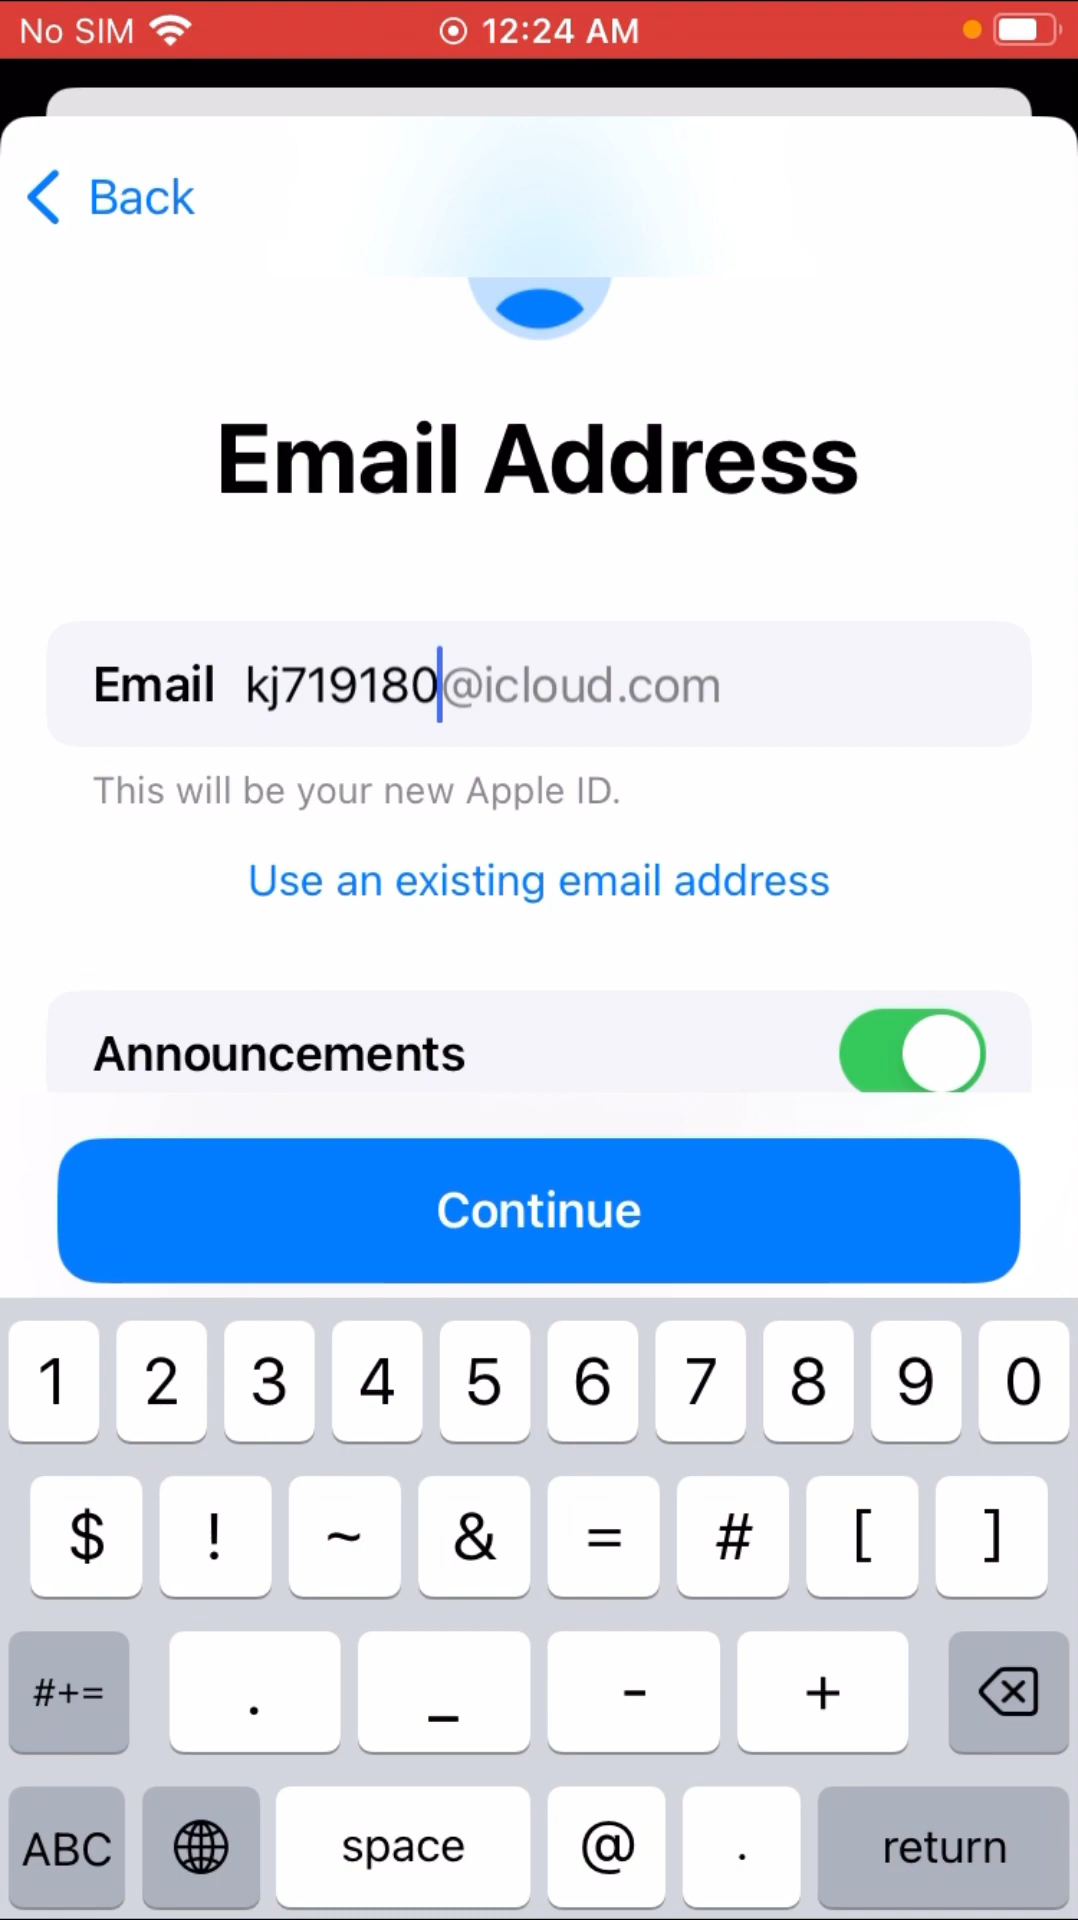 No SIM 12:24 AM
Back
Email Address
Email kj719180@icloud.com
This will be your new Apple ID.
Use an existing email address
Announcements
Continue
1 2 3 4 5 6 7 8 9 0
$ ! ~ & = # [ ]
#+= . _ - +
ABC space @ . return